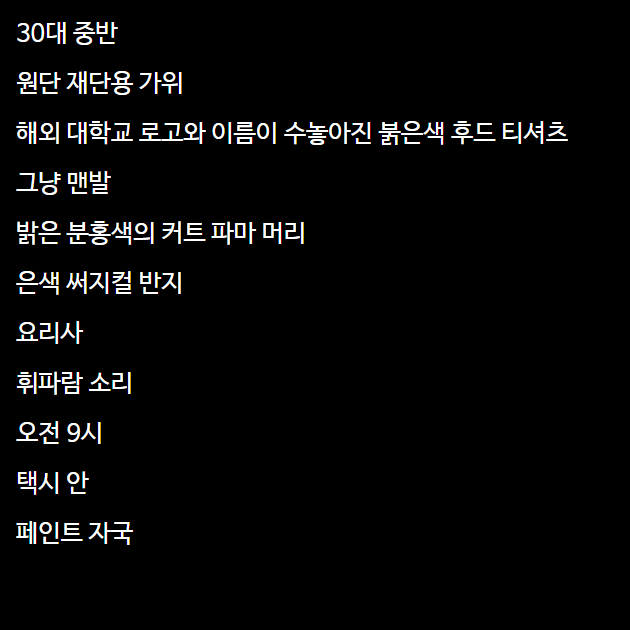 30대 중반
원단 재단용 가위
해외 대학교 로고와 이름이 수놓아진 붉은색 후드 티셔츠
그냥 맨발
밝은 분홍색의 커트 파마 머리
은색 써지컬 반지
요리사
휘파람 소리
오전 9시
택시 안
페인트 자국